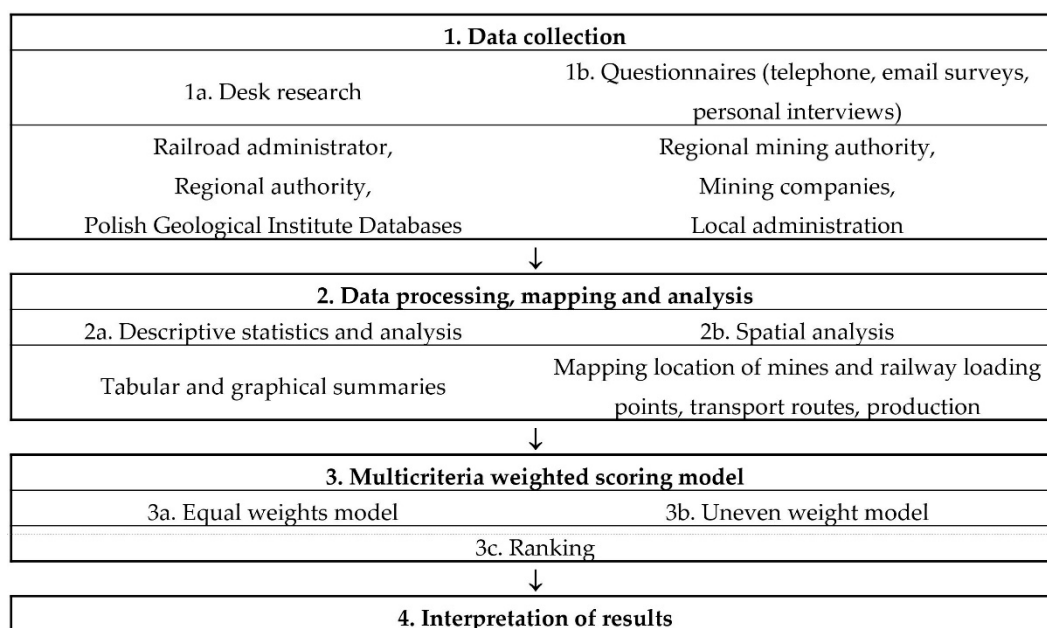 1. Data collection
1a. Desk research
1b. Questionnaires (telephone, email surveys,
personal interviews)
Railroad administrator,
Regional authority,
Polish Geological Institute Databases
Regional mining authority,
Mining companies,
Local administration
↓
2. Data processing, mapping and analysis
2a. Descriptive statistics and analysis
2b. Spatial analysis
Tabular and graphical summaries
Mapping location of mines and railway loading
points, transport routes, production
↓
3. Multicriteria weighted scoring model
3a. Equal weights model
3b. Uneven weight model
3c. Ranking
↓
4. Interpretation of results